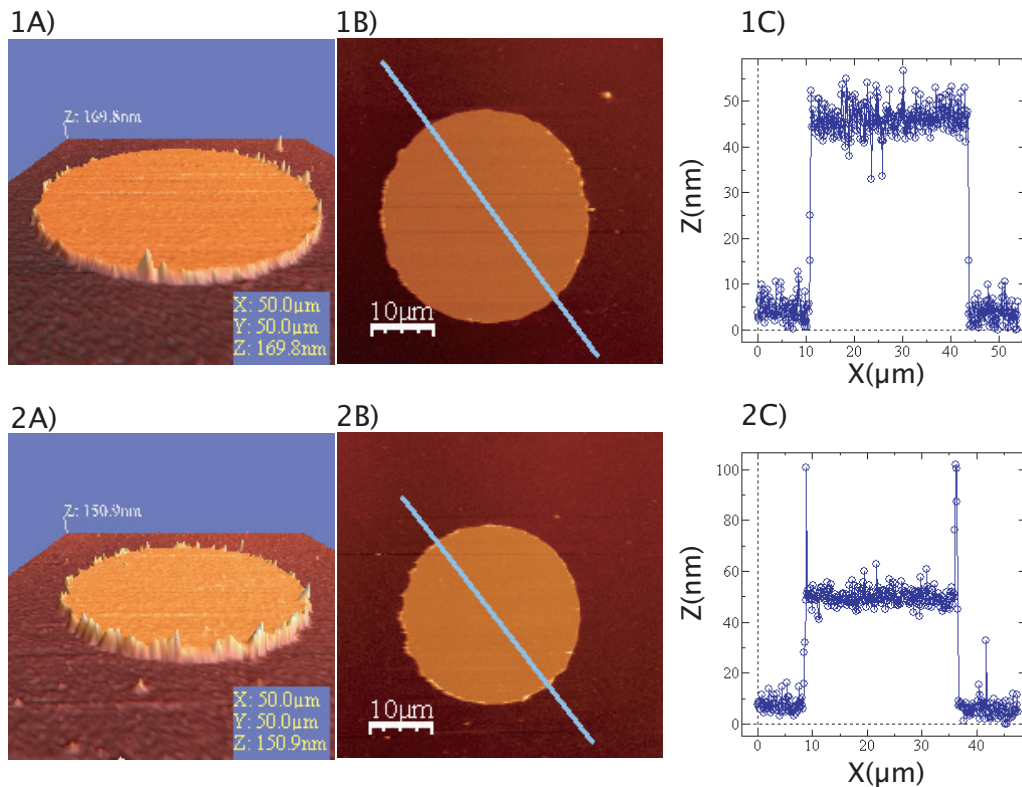 1A)
1B)
1C)
Z: 169.8nm
X: 50.0µm
Y: 50.0µm
Z: 169.8nm
10µm
Z(nm)
50
40
30
20
10
0
0 10 20 30 40 50
X(µm)
2A)
2B)
2C)
Z: 150.9nm
X: 50.0µm
Y: 50.0µm
Z: 150.9nm
10µm
Z(nm)
100
80
60
40
20
0
0 10 20 30 40
X(µm)